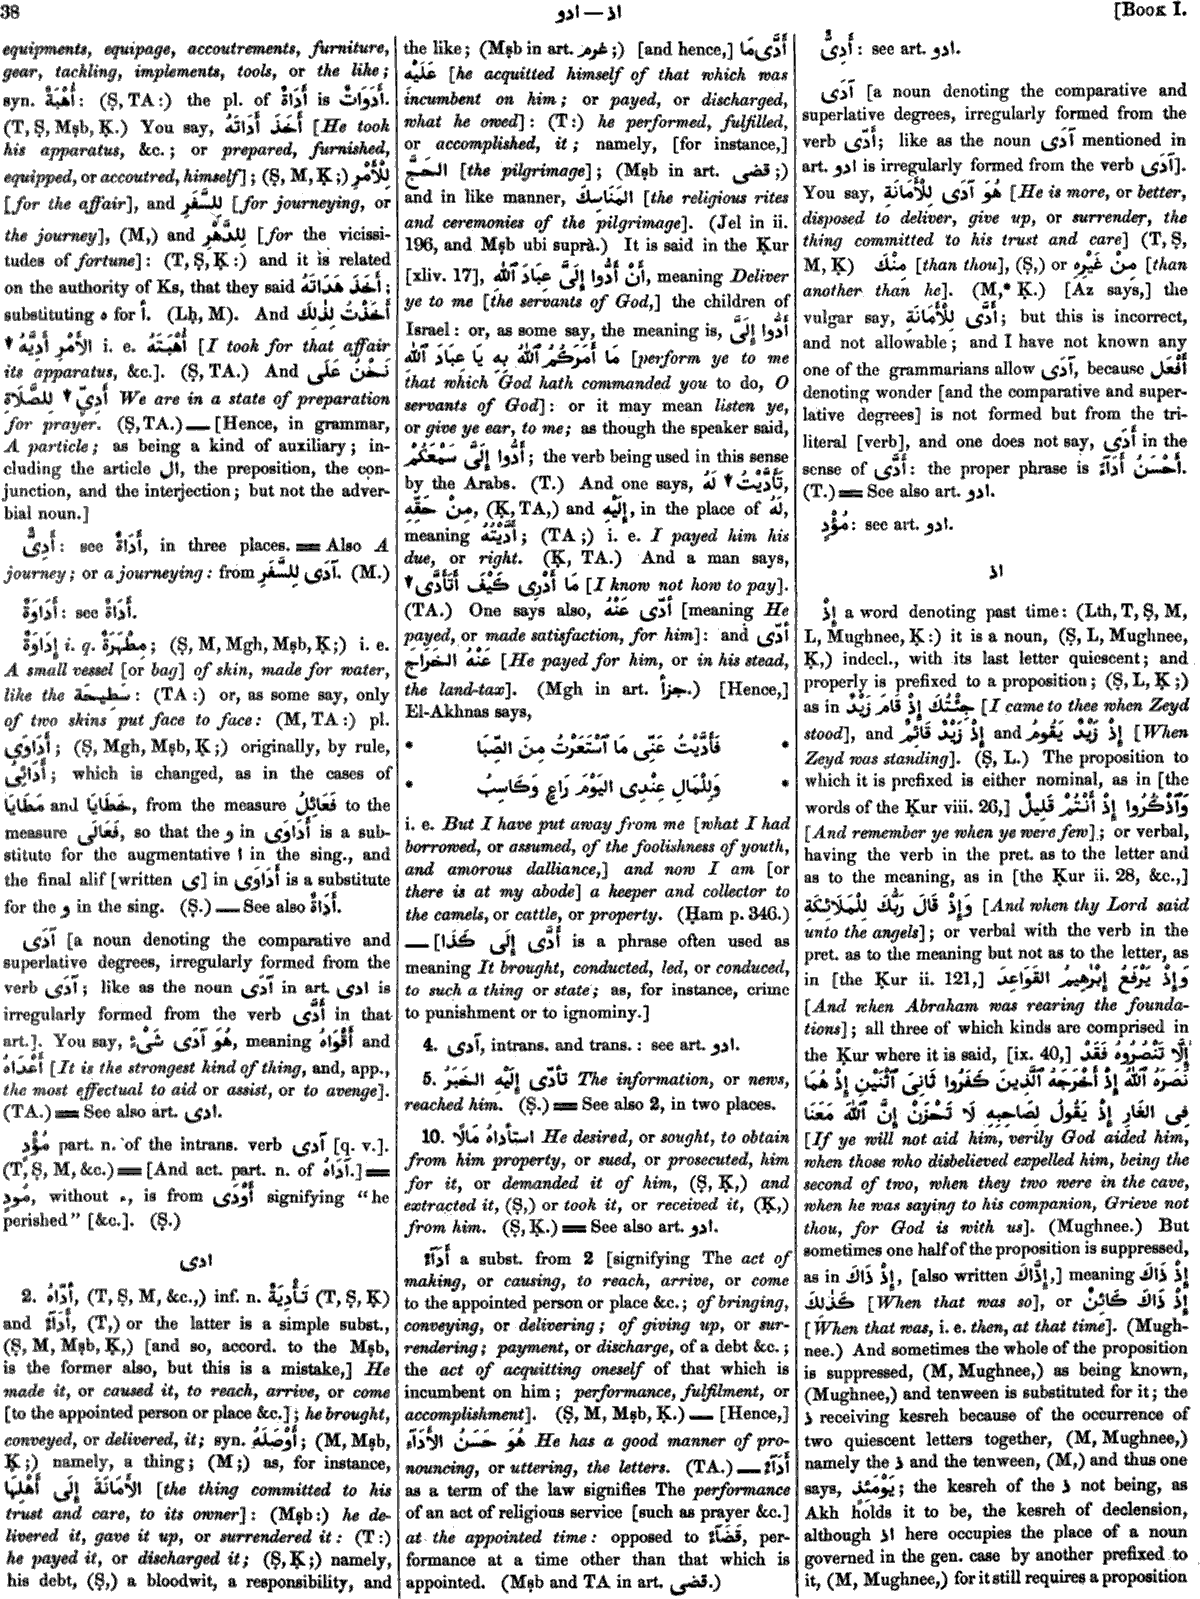 38
ادو — اذ
[Book I.
equipments, equipage, accoutrements, furniture,
gear, tackling, implements, tools, or the like;
syn. أُهْبَةٌ: (Ṣ, TA:) the pl. of أَدَاةٌ is أَدَوَاتٌ.
(T, Ṣ, Mṣb, Ḳ.) You say, أَخَذَ أَدَاتَهُ [He took
his apparatus, &c.; or prepared, furnished,
equipped, or accoutred, himself]; (Ṣ, M, Ḳ;) لِلْأَمْرِ
[for the affair], and لِلسَّفَرِ [for journeying, or
the journey], (M,) and لِلدَّهْرِ [for the vicissi-
tudes of fortune]: (T, Ṣ, Ḳ:) and it is related
on the authority of Ks, that they said أَخَذَ هَدَاتَهُ;
substituting ه for أ. (Lḥ, M). And أَخَذْتُ لِذٰلِكَ
الأَمْرِ أَدِيَّهُ ↓ i. e. أُهْبَتَهُ [I took for that affair
its apparatus, &c.]. (Ṣ, TA.) And نَحْنُ عَلَى
أَدِىٍّ ↓ لِلصَّلَاةِ We are in a state of preparation
for prayer. (Ṣ, TA.) — [Hence, in grammar,
A particle; as being a kind of auxiliary; in-
cluding the article ال, the preposition, the con-
junction, and the interjection; but not the adver-
bial noun.]
أَدِىٌّ: see أَدَاةٌ, in three places. = Also A
journey; or a journeying: from آدَى لِلسَّفَرِ. (M.)
أَدَاوَةٌ: see أَدَاةٌ.
إِدَاوَةٌ i. q. مِطْهَرَةٌ; (Ṣ, M, Mgh, Mṣb, Ḳ;) i. e.
A small vessel [or bag] of skin, made for water,
like the سَطِيحَة: (TA:) or, as some say, only
of two skins put face to face: (M, TA:) pl.
أَدَاوَى; (Ṣ, Mgh, Mṣb, Ḳ;) originally, by rule,
أَدَائِىُ; which is changed, as in the cases of
مَطَايَا and خَطَايَا, from the measure فَعَائِلُ to the
measure فَعَالَى, so that the و in أَدَاوَى is a sub-
stitute for the augmentative ا in the sing., and
the final alif [written ى] in أَدَاوَى is a substitute
for the و in the sing. (Ṣ.) — See also أَدَاةٌ.
آدَى [a noun denoting the comparative and
superlative degrees, irregularly formed from the
verb آدَى; like as the noun آدَى in art. ادى is
irregularly formed from the verb أَدَّى in that
art.]. You say, هُوَ آدَى شَىْءٍ, meaning أَقْوَاهُ and
أَعْدَاهُ [It is the strongest kind of thing, and, app.,
the most effectual to aid or assist, or to avenge].
(TA.) = See also art. ادى.
مُؤْدٍ part. n. of the intrans. verb آدَى [q. v.].
(T, Ṣ, M, &c.) = [And act. part. n. of آدَاهُ.] =
مُودٍ, without ء, is from أَوْدَى signifying "he
perished" [&c.]. (Ṣ.)
ادى
2. أَدَّاهُ, (T, Ṣ, M, &c.,) inf. n. تَأْدِيَةٌ (T, Ṣ, Ḳ)
and أَدَآءٌ, (T,) or the latter is a simple subst.,
(Ṣ, M, Mṣb, Ḳ,) [and so, accord. to the Mṣb,
is the former also, but this is a mistake,] He
made it, or caused it, to reach, arrive, or come
[to the appointed person or place &c.]; he brought,
conveyed, or delivered, it; syn. أَوْصَلَهُ; (M, Mṣb,
Ḳ;) namely, a thing; (M;) as, for instance,
الأَمَانَةَ إِلَى أَهْلِهَا [the thing committed to his
trust and care, to its owner]: (Mṣb:) he de-
livered it, gave it up, or surrendered it: (T:)
he payed it, or discharged it; (Ṣ, Ḳ;) namely,
his debt, (Ṣ,) a bloodwit, a responsibility, and
the like; (Mṣb in art. غرم;) [and hence,] أَدَّى مَا
عَلَيْهِ [he acquitted himself of that which was
incumbent on him; or payed, or discharged,
what he owed]: (T:) he performed, fulfilled,
or accomplished, it; namely, [for instance,]
الحَجَّ [the pilgrimage]; (Mṣb in art. قضى;)
and in like manner, المَنَاسِكَ [the religious rites
and ceremonies of the pilgrimage]. (Jel in ii.
196, and Mṣb ubi suprà.) It is said in the Ḳur
[xliv. 17], أَنْ أَدُّوا إِلَىَّ عِبَادَ ٱللّٰهِ, meaning Deliver
ye to me [the servants of God,] the children of
Israel: or, as some say, the meaning is, أَدُّوا إِلَىَّ
مَا أَمَرَكُمُ ٱللّٰهُ بِهِ يَا عِبَادَ ٱللّٰهِ [perform ye to me
that which God hath commanded you to do, O
servants of God]: or it may mean listen ye,
or give ye ear, to me; as though the speaker said,
أَدُّوا إِلَىَّ سَمْعَكُمْ; the verb being used in this sense
by the Arabs. (T.) And one says, تَأَدَّيْتُ ↓ لَهُ,
مِنْ حَقِّهِ, (Ḳ, TA,) and إِلَيْهِ, in the place of لَهُ,
meaning أَدَّيْتُهُ; (TA;) i. e. I payed him his
due, or right. (Ḳ, TA.) And a man says,
مَا أَدْرِى كَيْفَ أَتَأَدَّى ↓ [I know not how to pay].
(TA.) One says also, أَدَّى عَنْهُ [meaning He
payed, or made satisfaction, for him]: and أَدَّى
عَنْهُ الخَرَاجَ [He payed for him, or in his stead,
the land-tax]. (Mgh in art. جزأ.) [Hence,]
El-Akhnas says,
* فَأَدَّيْتُ عَنِّى مَا ٱسْتَعَرْتُ مِنَ الصِّبَا *
* وَلِلْمَالِ عِنْدِى اليَوْمَ رَاعٍ وَكَاسِبُ *
i. e. But I have put away from me [what I had
borrowed, or assumed, of the foolishness of youth,
and amorous dalliance,] and now I am [or
there is at my abode] a keeper and collector to
the camels, or cattle, or property. (Ḥam p. 346.)
— [أَدَّى إِلَى كَذَا is a phrase often used as
meaning It brought, conducted, led, or conduced,
to such a thing or state; as, for instance, crime
to punishment or to ignominy.]
4. آدى, intrans. and trans.: see art. ادو.
5. تَأَدَّى إِلَيْهِ الخَبَرُ The information, or news,
reached him. (Ṣ.) = See also 2, in two places.
10. استأداهُ مَالًا He desired, or sought, to obtain
from him property, or sued, or prosecuted, him
for it, or demanded it of him, (Ṣ, Ḳ,) and
extracted it, (Ṣ,) or took it, or received it, (Ḳ,)
from him. (Ṣ, Ḳ.) = See also art. ادو.
أَدَآءٌ a subst. from 2 [signifying The act of
making, or causing, to reach, arrive, or come
to the appointed person or place &c.; of bringing,
conveying, or delivering; of giving up, or sur-
rendering; payment, or discharge, of a debt &c.;
the act of acquitting oneself of that which is
incumbent on him; performance, fulfilment, or
accomplishment]. (Ṣ, M, Mṣb, Ḳ.) — [Hence,]
هُوَ حَسَنُ الأَدَآءِ He has a good manner of pro-
nouncing, or uttering, the letters. (TA.) — أَدَآءٌ
as a term of the law signifies The performance
of an act of religious service [such as prayer &c.]
at the appointed time: opposed to قَضَآءٌ, per-
formance at a time other than that which is
appointed. (Mṣb and TA in art. قضى.)
أَدِىٌّ: see art. ادو.
آدَى [a noun denoting the comparative and
superlative degrees, irregularly formed from the
verb أَدَّى; like as the noun آدَى mentioned in
art. ادو is irregularly formed from the verb آدَى].
You say, هُوَ آدَى لِلْأَمَانَةِ [He is more, or better,
disposed to deliver, give up, or surrender, the
thing committed to his trust and care] (T, Ṣ,
M, Ḳ) مِنْكَ [than thou], (Ṣ,) or مِنْ غَيْرِهِ [than
another than he]. (M,* Ḳ.) [Az says,] the
vulgar say, أَدَّى لِلْأَمَانَةِ; but this is incorrect,
and not allowable; and I have not known any
one of the grammarians allow آدَى, because أَفْعَل
denoting wonder [and the comparative and super-
lative degrees] is not formed but from the tri-
literal [verb], and one does not say, أَدَى in the
sense of أَدَّى: the proper phrase is أَحْسَنُ أَدَآءً.
(T.) = See also art. ادو.
مُؤْدٍ: see art. ادو.
اذ
إِذْ a word denoting past time: (Lth, T, Ṣ, M,
L, Mughnee, Ḳ:) it is a noun, (Ṣ, L, Mughnee,
Ḳ,) indecl., with its last letter quiescent; and
properly is prefixed to a proposition; (Ṣ, L, Ḳ;)
as in جِئْتُكَ إِذْ قَامَ زَيْدٌ [I came to thee when Zeyd
stood], and إِذْ زَيْدٌ قَائِمٌ and إِذْ زَيْدٌ يَقُومُ [When
Zeyd was standing]. (Ṣ, L.) The proposition to
which it is prefixed is either nominal, as in [the
words of the Ḳur viii. 26,] وَٱذْكُرُوا إِذْ أَنْتُمْ قَلِيلٌ
[And remember ye when ye were few]; or verbal,
having the verb in the pret. as to the letter and
as to the meaning, as in [the Ḳur ii. 28, &c.,]
وَإِذْ قَالَ رَبُّكَ لِلْمَلَائِكَةِ [And when thy Lord said
unto the angels]; or verbal with the verb in the
pret. as to the meaning but not as to the letter, as
in [the Ḳur ii. 121,] وَإِذْ يَرْفَعُ إِبْرٰهِيمُ القَوَاعِدَ
[And when Abraham was rearing the founda-
tions]; all three of which kinds are comprised in
the Ḳur where it is said, [ix. 40,] إِلَّا تَنْصُرُوهُ فَقَدْ
نَصَرَهُ ٱللّٰهُ إِذْ أَخْرَجَهُ ٱلَّذِينَ كَفَرُوا ثَانِىَ ٱثْنَيْنِ إِذْ هُمَا
فِى الغَارِ إِذْ يَقُولُ لِصَاحِبِهِ لَا تَحْزَنْ إِنَّ ٱللّٰهَ مَعَنَا
[If ye will not aid him, verily God aided him,
when those who disbelieved expelled him, being the
second of two, when they two were in the cave,
when he was saying to his companion, Grieve not
thou, for God is with us]. (Mughnee.) But
sometimes one half of the proposition is suppressed,
as in إِذْ ذَاكَ, [also written إِذَّاكَ,] meaning إِذْ ذَاكَ
كَذٰلِكَ [When that was so], or إِذْ ذَاكَ كَائِنٌ
[When that was, i. e. then, at that time]. (Mugh-
nee.) And sometimes the whole of the proposition
is suppressed, (M, Mughnee,) as being known,
(Mughnee,) and tenween is substituted for it; the
ذ receiving kesreh because of the occurrence of
two quiescent letters together, (M, Mughnee,)
namely the ذ and the tenween, (M,) and thus one
says, يَوْمَئِذٍ; the kesreh of the ذ not being, as
Akh holds it to be, the kesreh of declension,
although اذ here occupies the place of a noun
governed in the gen. case by another prefixed to
it, (M, Mughnee,) for it still requires a proposition